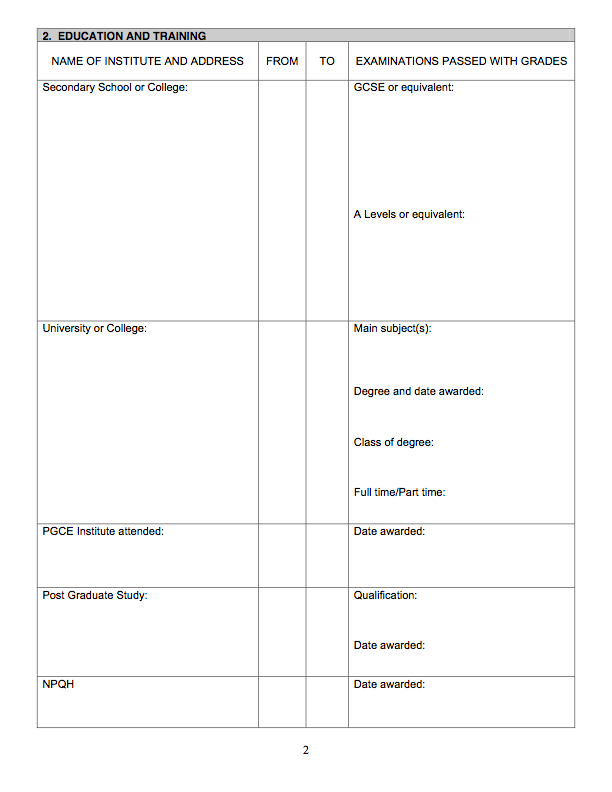 2. EDUCATION AND TRAINING
NAME OF INSTITUTE AND ADDRESS FROM TO EXAMINATIONS PASSED WITH GRADES
Secondary School or College: GCSE or equivalent:
A Levels or equivalent:
University or College: Main subject(s):
Degree and date awarded:
Class of degree:
Full time/Part time:
PGCE Institute attended: Date awarded:
Post Graduate Study: Qualification:
Date awarded:
NPQH Date awarded:
2